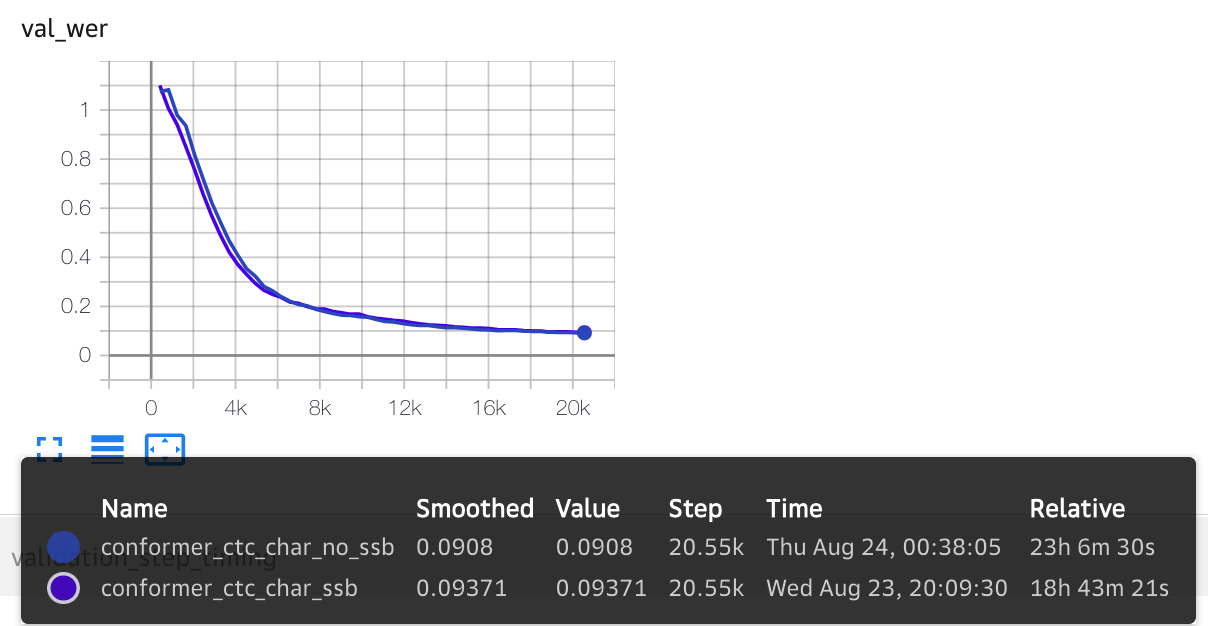 val_wer
1
0.8
0.6
0.4
0.2
0
0 4k 8k 12k 16k 20k
Name Smoothed Value Step Time Relative
conformer_ctc_char_no_ssb 0.0908 0.0908 20.55k Thu Aug 24, 00:38:05 23h 6m 30s
validation_step_timing
conformer_ctc_char_ssb 0.09371 0.09371 20.55k Wed Aug 23, 20:09:30 18h 43m 21s